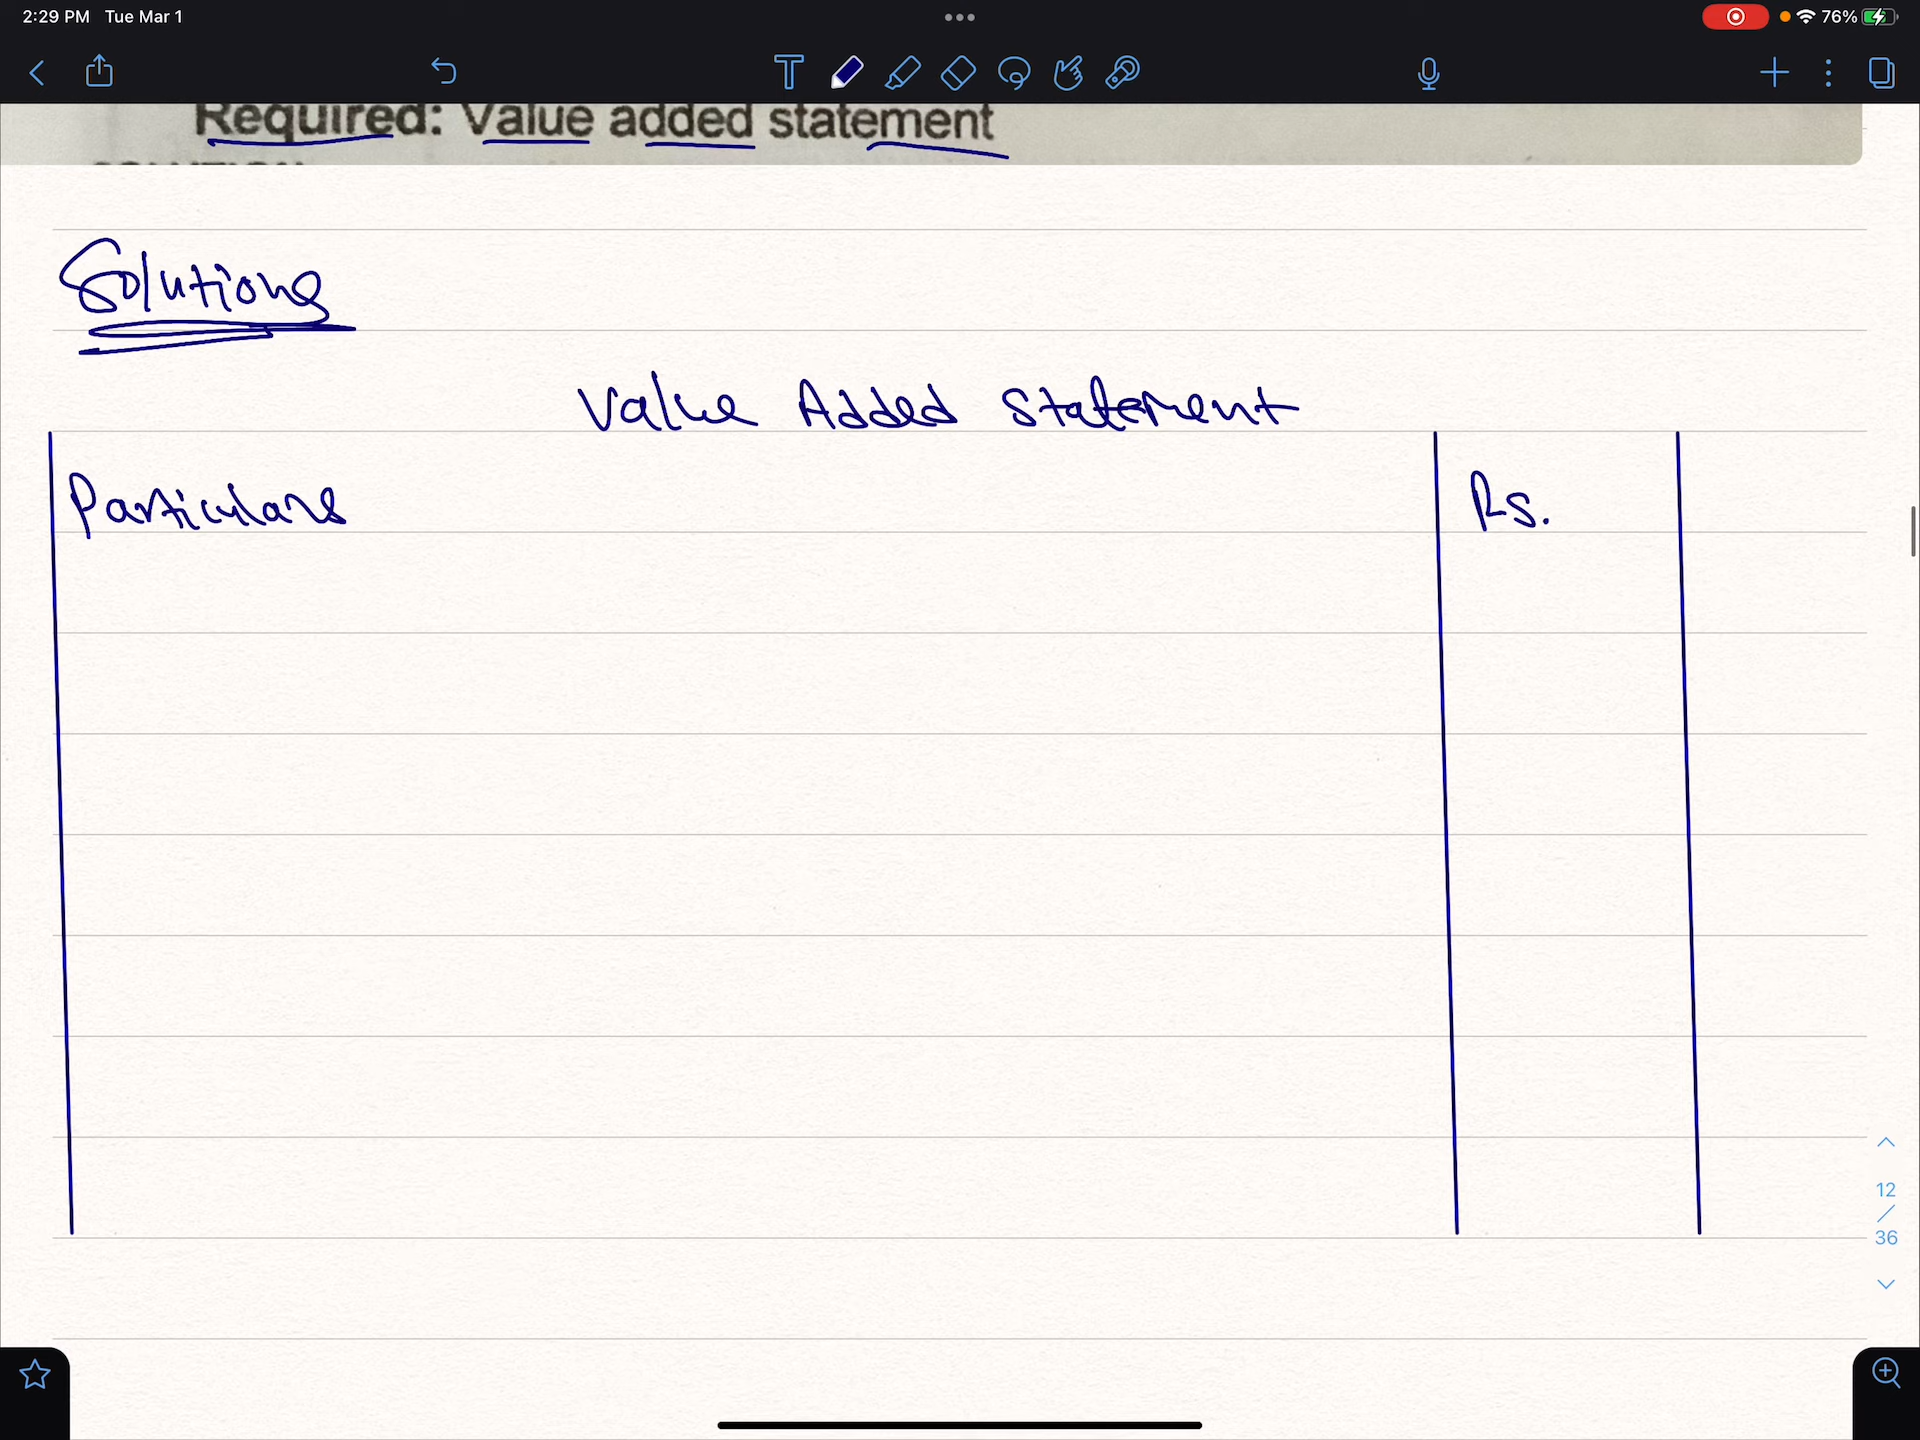 2:29 PM Tue Mar 1
76%
Required: Value added statement
Solutions
Value Added Statement
Particulars Rs.
12
/
36